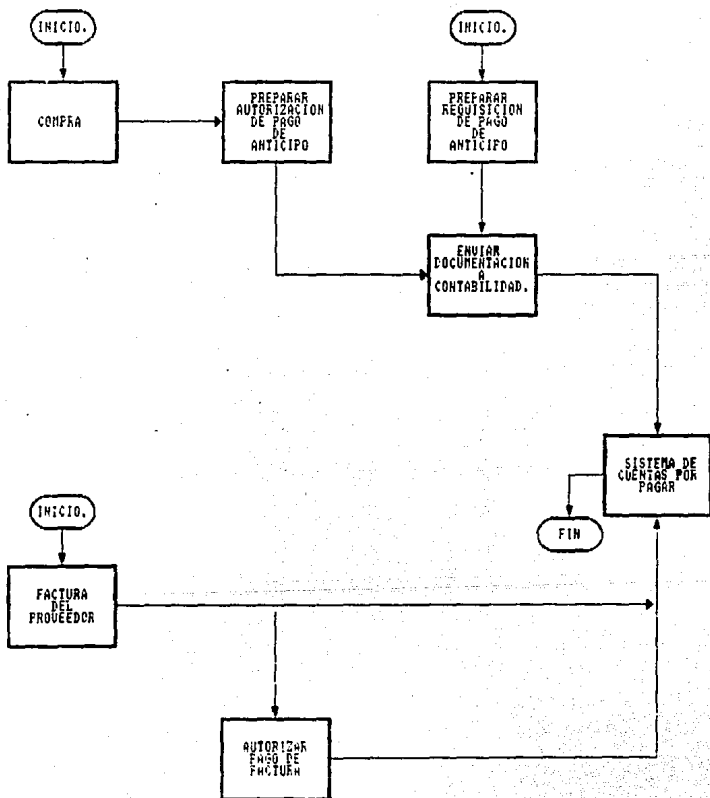 INICIO.
INICIO.
COMPRA
PREPARAR
AUTORIZACION
DE PAGO
DE
ANTICIPO
PREPARAR
REQUISICION
DE PAGO
DE
ANTICIPO
ENVIAR
DOCUMENTACION
A
CONTABILIDAD.
SISTEMA DE
CUENTAS POR
PAGAR
INICIO.
FIN
FACTURA
DEL
PROVEEDOR
AUTORIZAR
PAGO DE
FACTURA